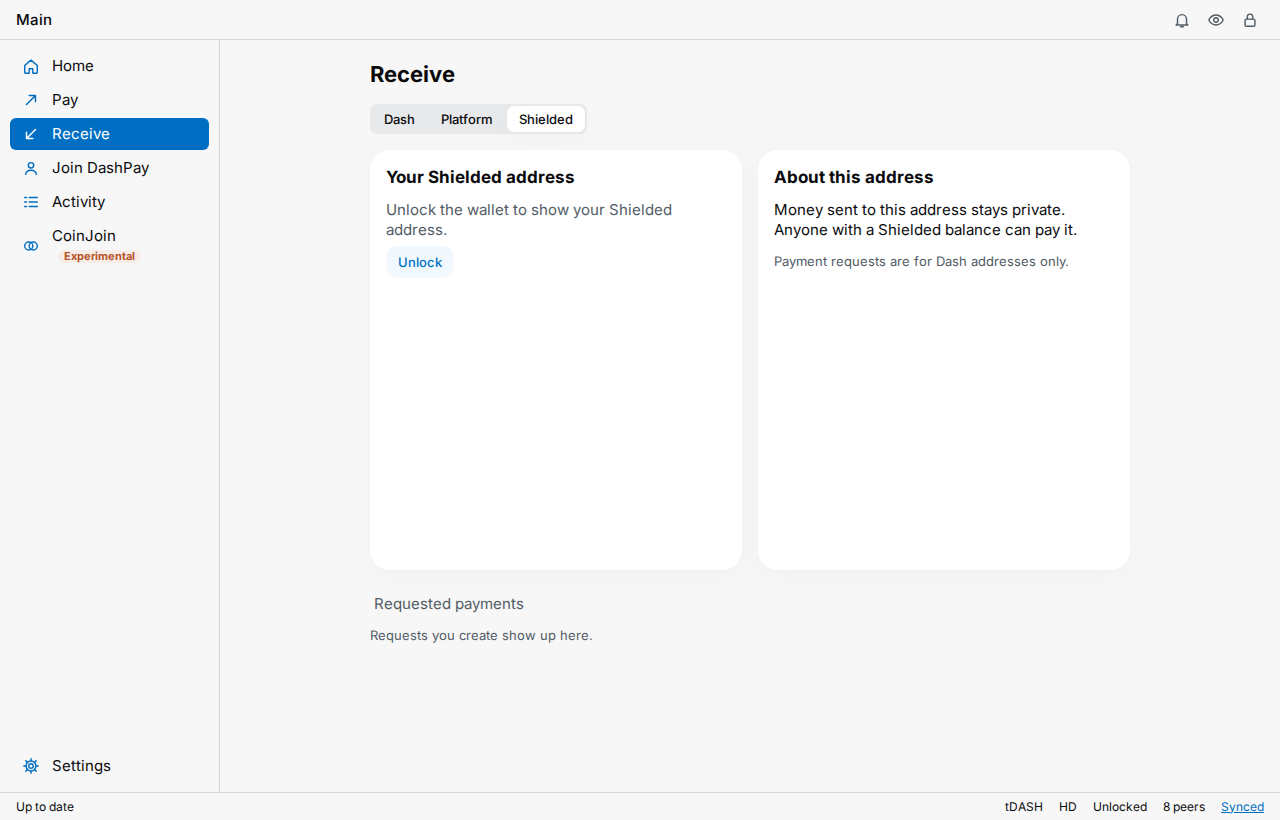 Main
Home
Pay
Receive
Join DashPay
Activity
CoinJoin
Experimental
Settings
Receive
Dash Platform Shielded
Your Shielded address
Unlock the wallet to show your Shielded
address.
Unlock
About this address
Money sent to this address stays private.
Anyone with a Shielded balance can pay it.
Payment requests are for Dash addresses only.
Requested payments
Requests you create show up here.
Up to date
tDASH HD Unlocked 8 peers Synced